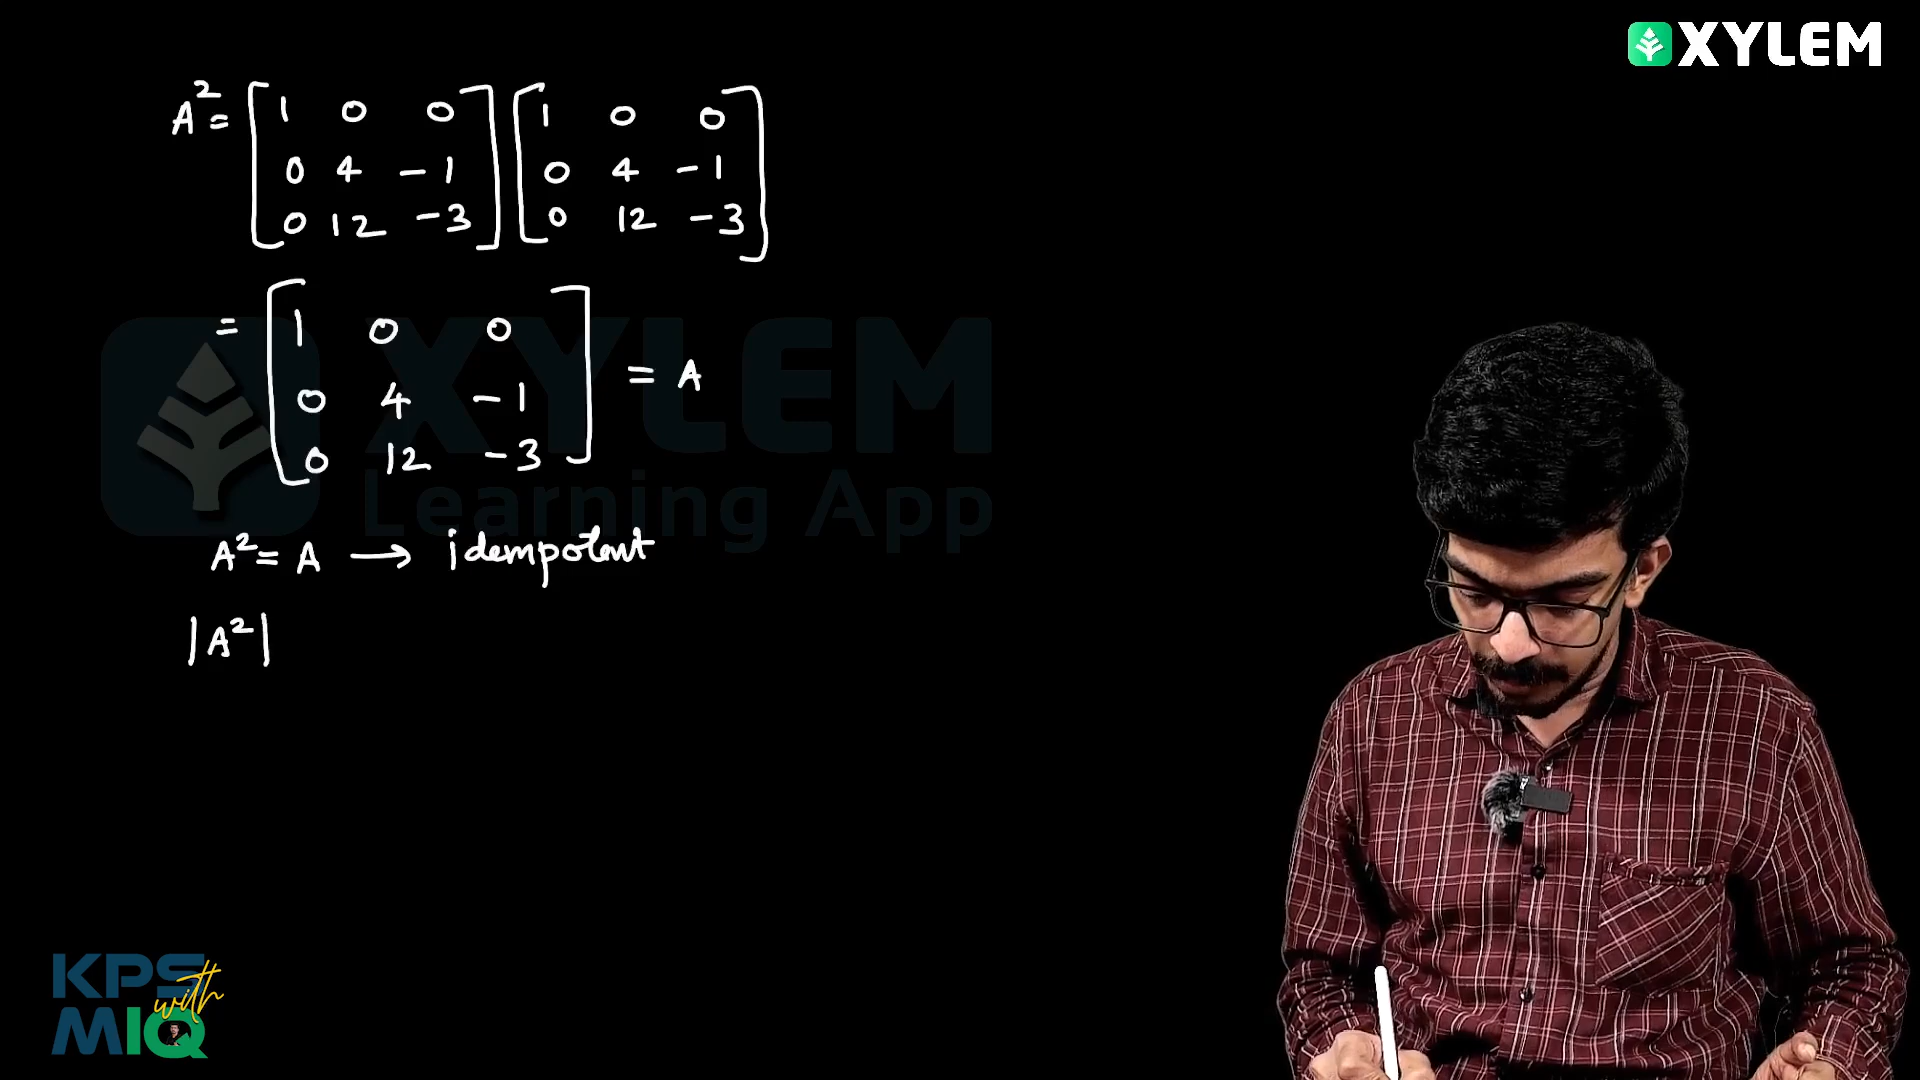 XYLEM
A² = [1 0 0 [1 0 0
0 4 -1 0 4 -1
0 12 -3] 0 12 -3]
= [1 0 0
0 4 -1 = A
0 12 -3]
XYLEM
Learning App
A² = A → idempotent
|A²|
KPS
with
MIQ